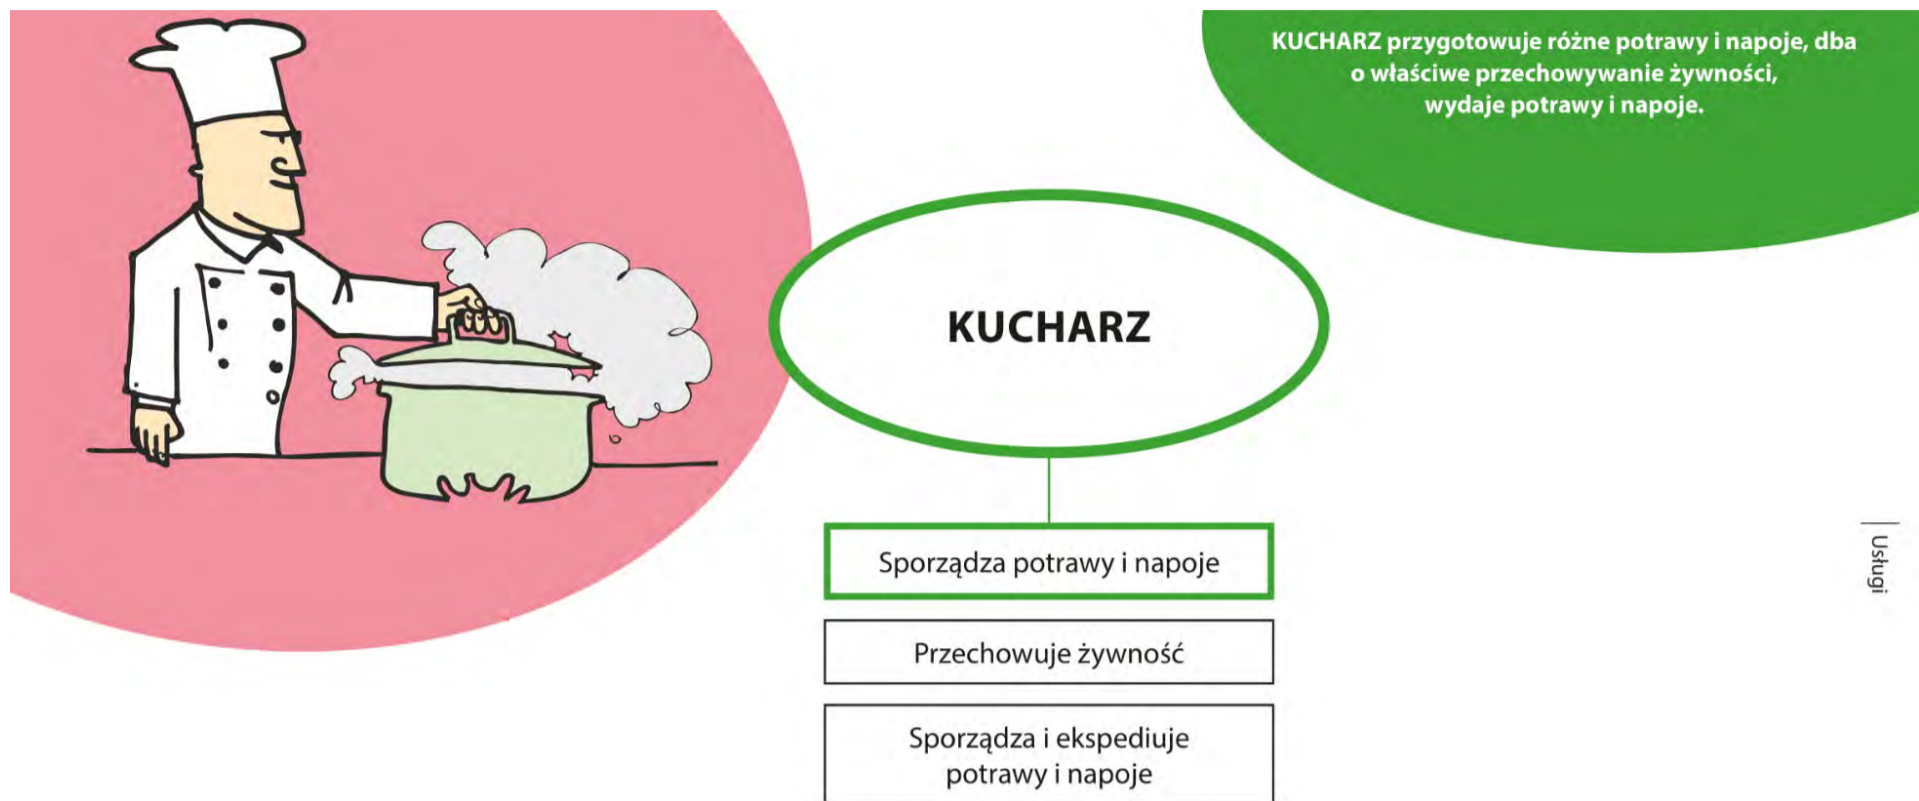 KUCHARZ przygotowuje różne potrawy i napoje, dba
o właściwe przechowywanie żywności,
wydaje potrawy i napoje.
KUCHARZ
Sporządza potrawy i napoje
Przechowuje żywność
Sporządza i ekspediuje
potrawy i napoje
Usługi